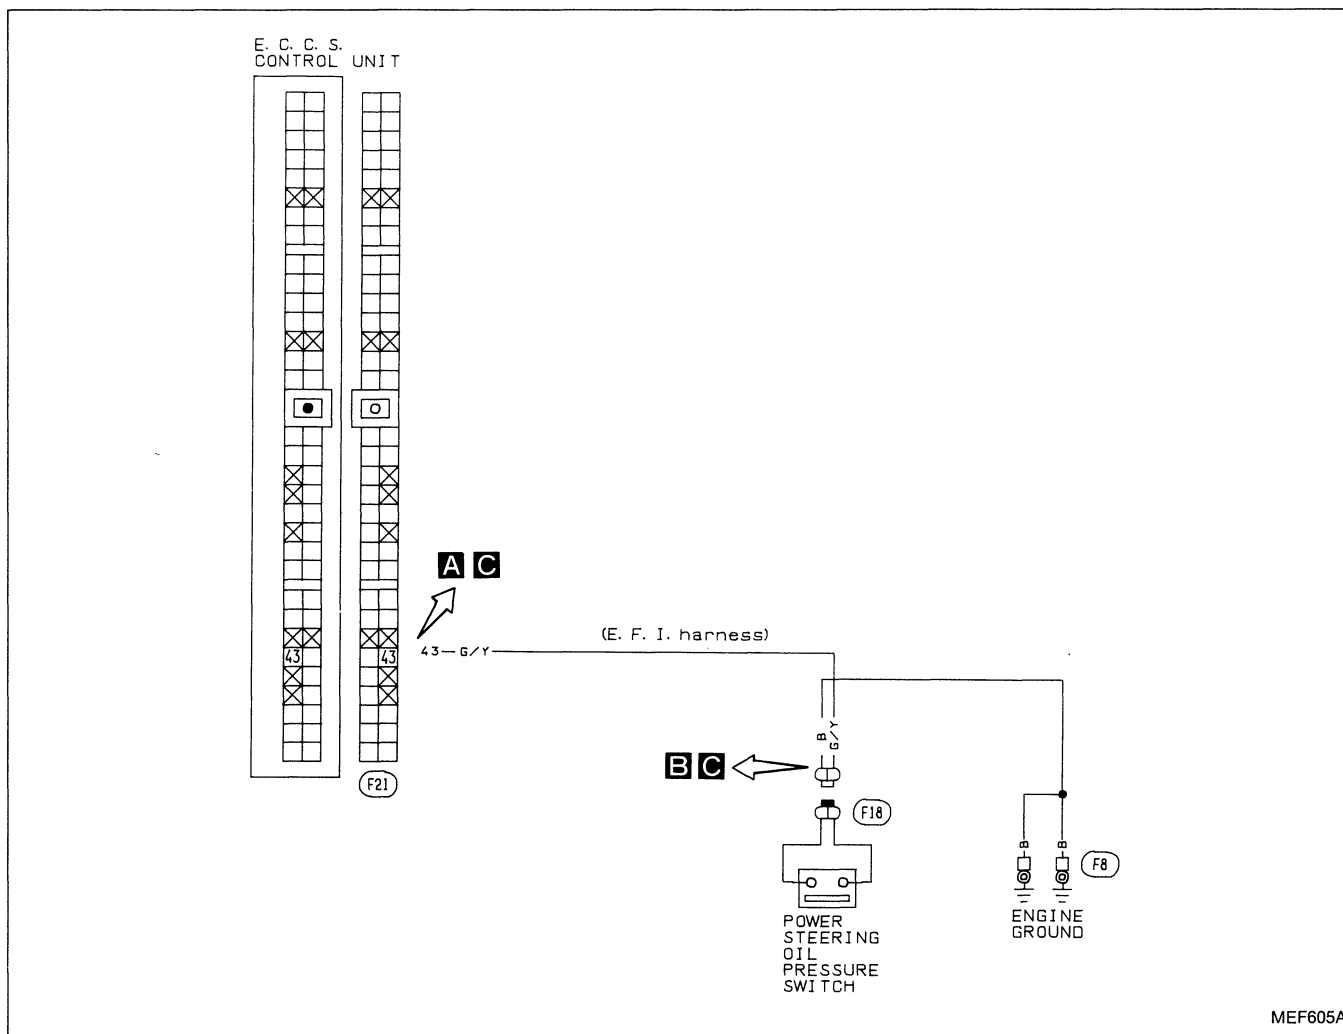 E. C. C. S.
CONTROL UNIT
A C
(E. F. I. harness)
43 43
43 G/Y
B
G/Y
B C
F21
F18
B B
F8
POWER
STEERING
OIL
PRESSURE
SWITCH
ENGINE
GROUND
MEF605A